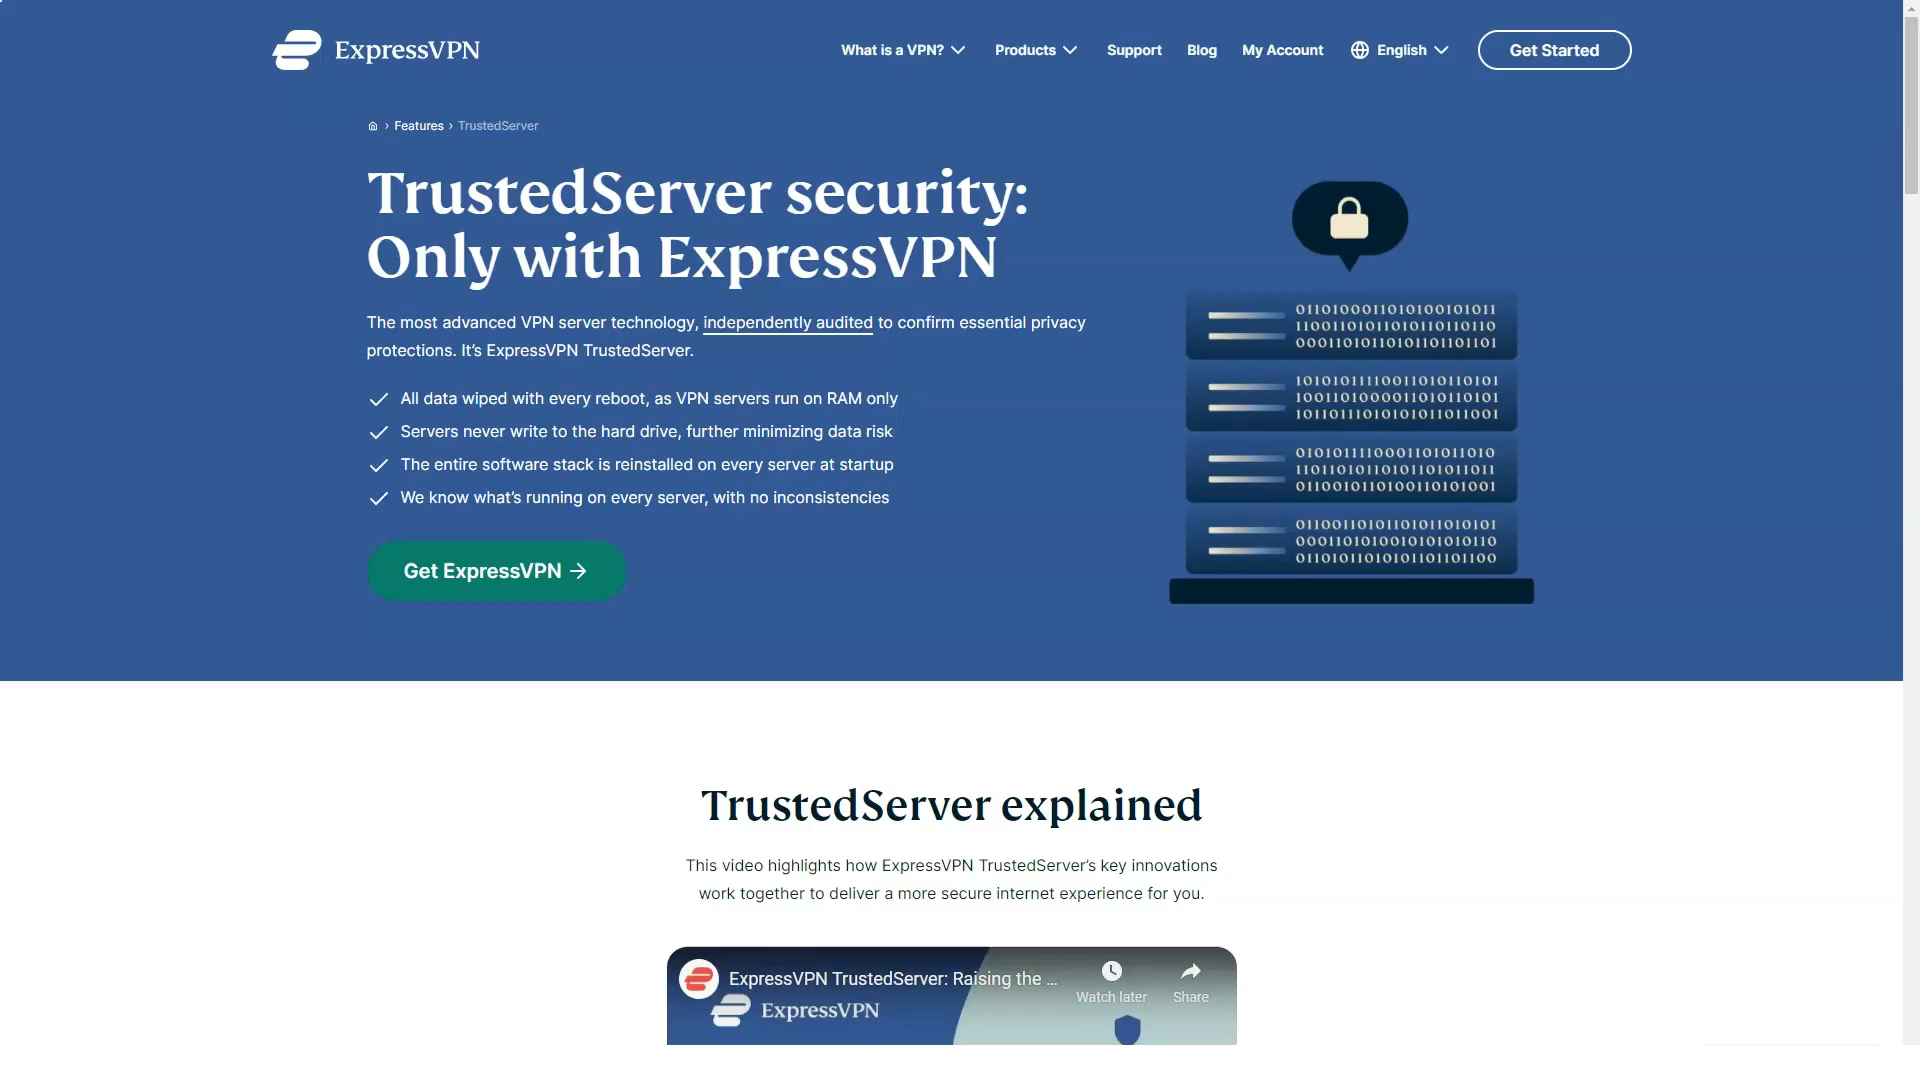 ExpressVPN
What is a VPN?
Products
Support
Blog
My Account
English
Get Started
Features › TrustedServer
TrustedServer security:
Only with ExpressVPN
The most advanced VPN server technology, independently audited to confirm essential privacy
protections. It’s ExpressVPN TrustedServer.
All data wiped with every reboot, as VPN servers run on RAM only
Servers never write to the hard drive, further minimizing data risk
The entire software stack is reinstalled on every server at startup
We know what’s running on every server, with no inconsistencies
Get ExpressVPN →
TrustedServer explained
This video highlights how ExpressVPN TrustedServer’s key innovations
work together to deliver a more secure internet experience for you.
ExpressVPN TrustedServer: Raising the ...
Watch later
Share
ExpressVPN